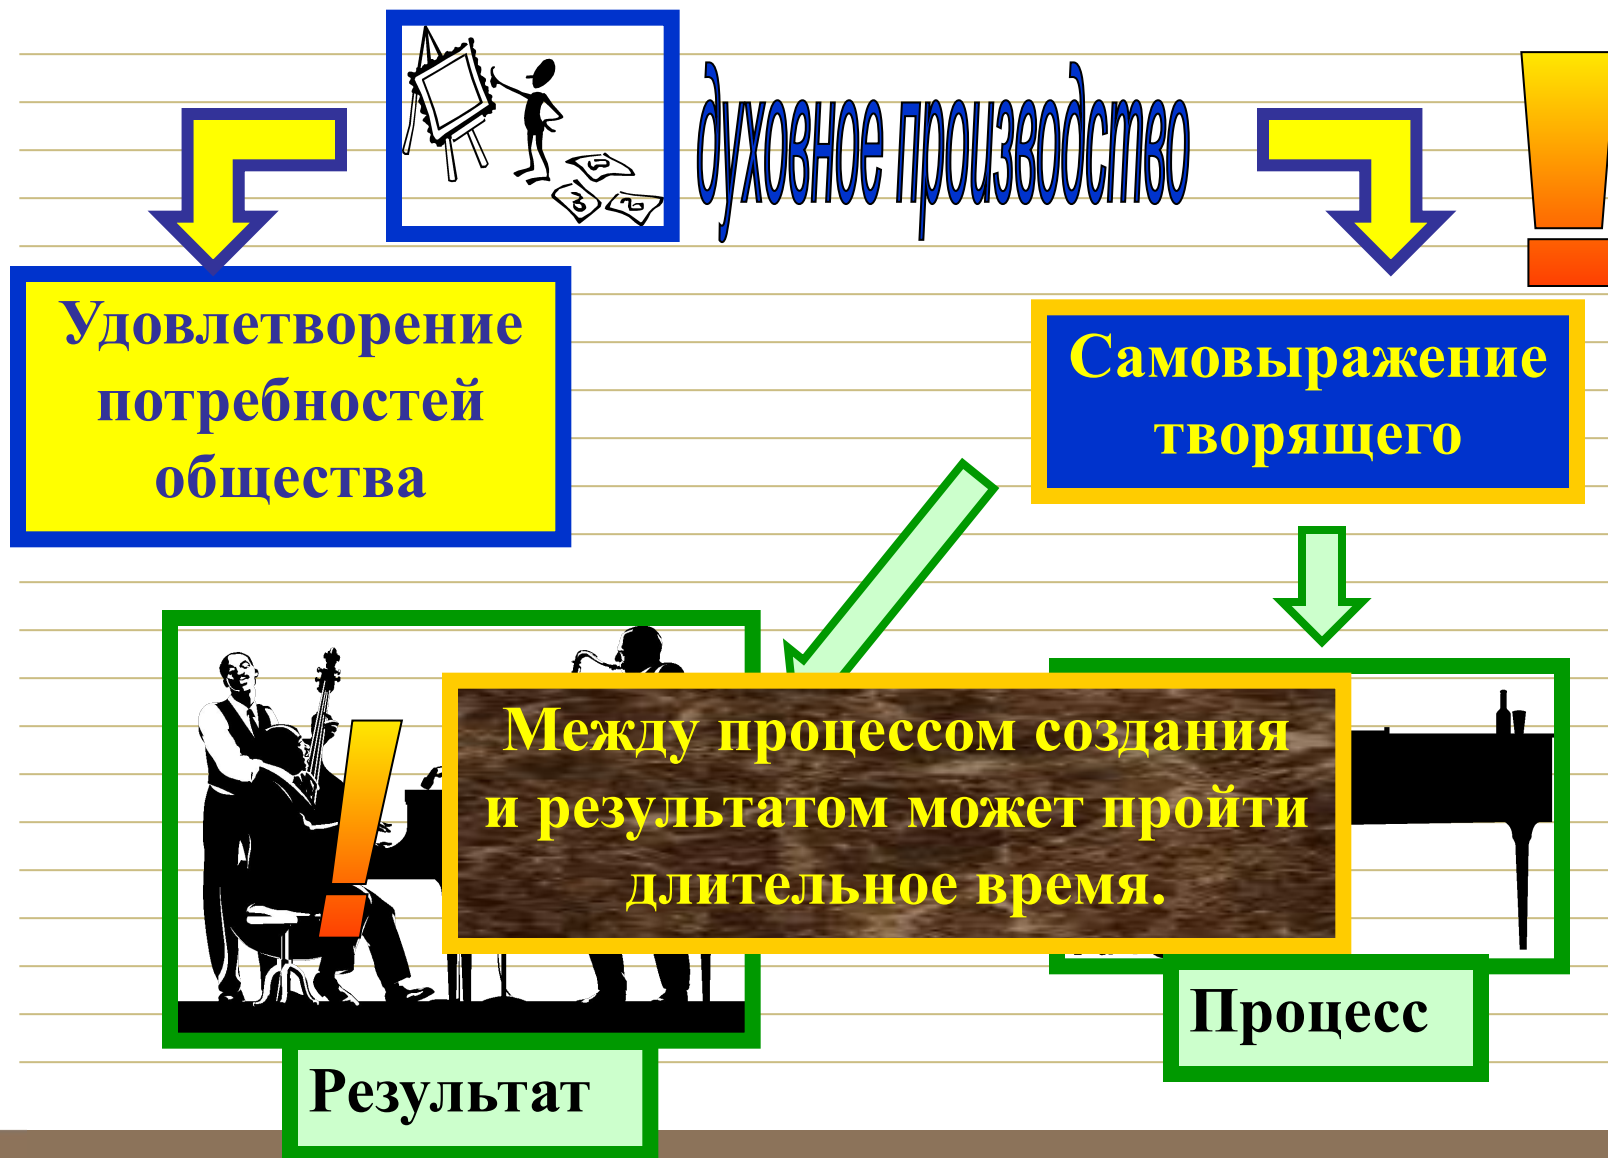 духовное производство
!
Удовлетворение
потребностей
общества
Самовыражение
творящего
!
Между процессом создания
и результатом может пройти
длительное время.
Процесс
Результат